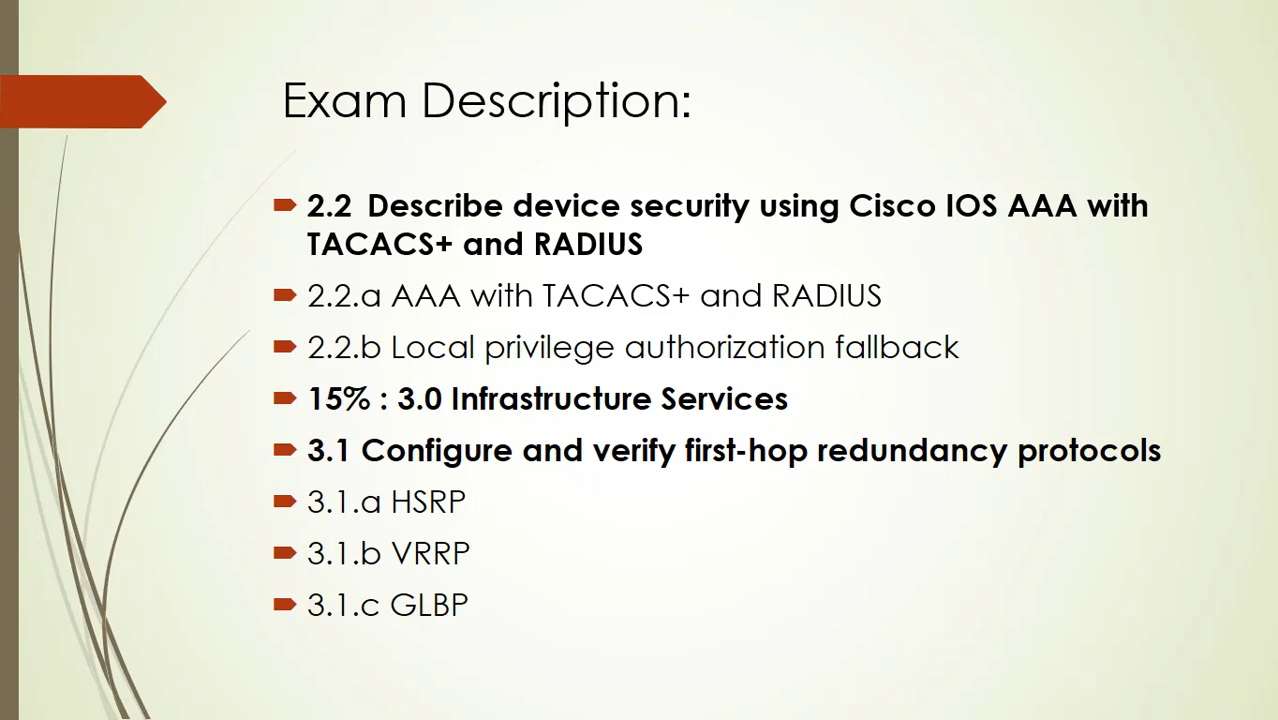 Exam Description:
2.2 Describe device security using Cisco IOS AAA with
TACACS+ and RADIUS
2.2.a AAA with TACACS+ and RADIUS
2.2.b Local privilege authorization fallback
15% : 3.0 Infrastructure Services
3.1 Configure and verify first-hop redundancy protocols
3.1.a HSRP
3.1.b VRRP
3.1.c GLBP